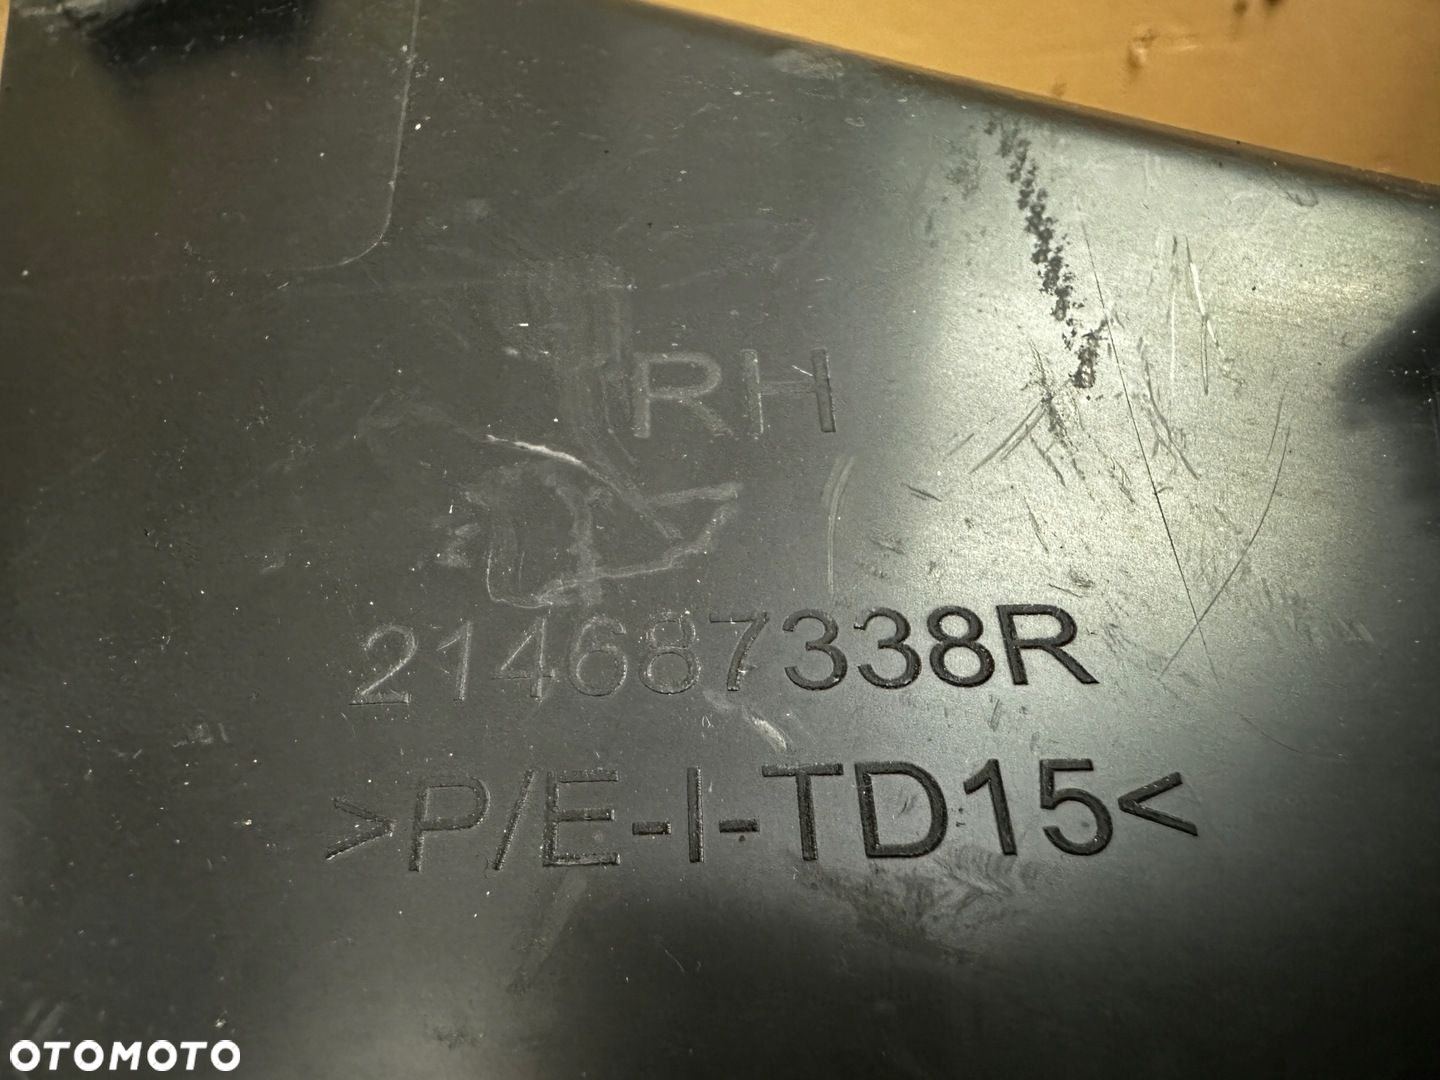 RH
214687338R
>P/E-I-TD15<
OTOMOTO